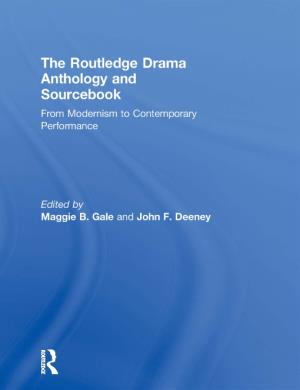 The Routledge Drama
Anthology and
Sourcebook
From Modernism to Contemporary
Performance
Edited by
Maggie B. Gale and John F. Deeney
ROUTLEDGE